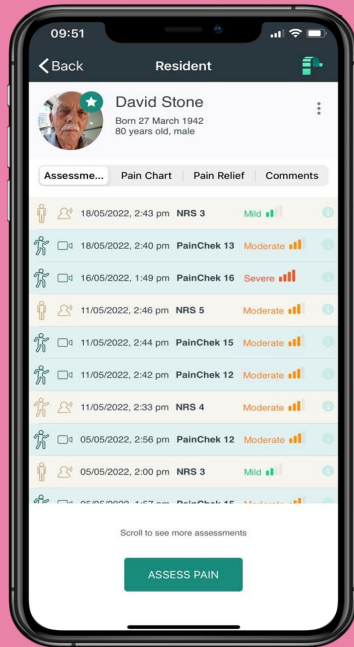 09:51
Back Resident
David Stone
Born 27 March 1942
80 years old, male
Assessme... Pain Chart Pain Relief Comments
18/05/2022, 2:43 pm NRS 3 Mild
18/05/2022, 2:40 pm PainChek 13 Moderate
16/05/2022, 1:49 pm PainChek 16 Severe
11/05/2022, 2:46 pm NRS 5 Moderate
11/05/2022, 2:44 pm PainChek 15 Moderate
11/05/2022, 2:42 pm PainChek 12 Moderate
11/05/2022, 2:33 pm NRS 4 Moderate
05/05/2022, 2:56 pm PainChek 12 Moderate
05/05/2022, 2:00 pm NRS 3 Mild
Scroll to see more assessments
ASSESS PAIN